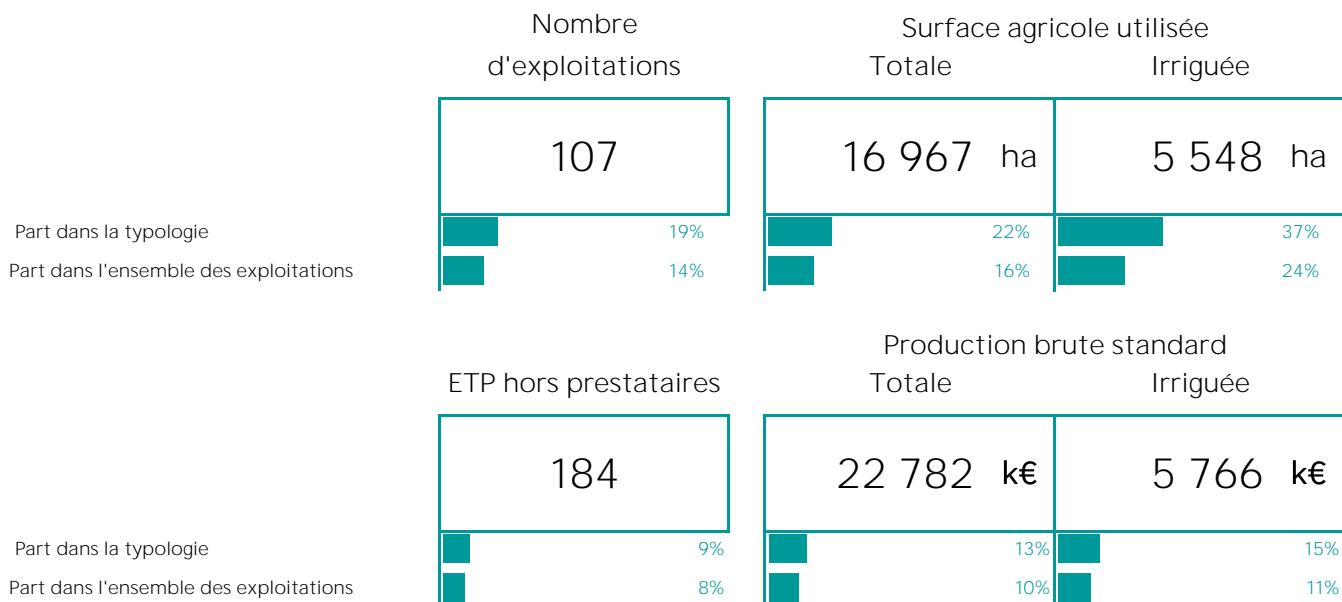 Nombre
d'exploitations
Surface agricole utilisée
Totale Irriguée
107 16 967 ha 5 548 ha
Part dans la typologie 19% 22% 37%
Part dans l'ensemble des exploitations 14% 16% 24%
Production brute standard
ETP hors prestataires Totale Irriguée
184 22 782 k€ 5 766 k€
Part dans la typologie 9% 13% 15%
Part dans l'ensemble des exploitations 8% 10% 11%